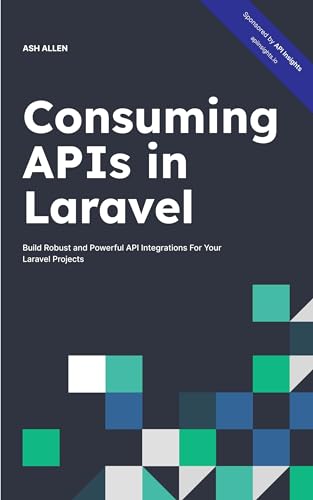 ASH ALLEN
Sponsored by API Insights
apiinsights.io
Consuming
APIs in
Laravel
Build Robust and Powerful API Integrations For Your
Laravel Projects